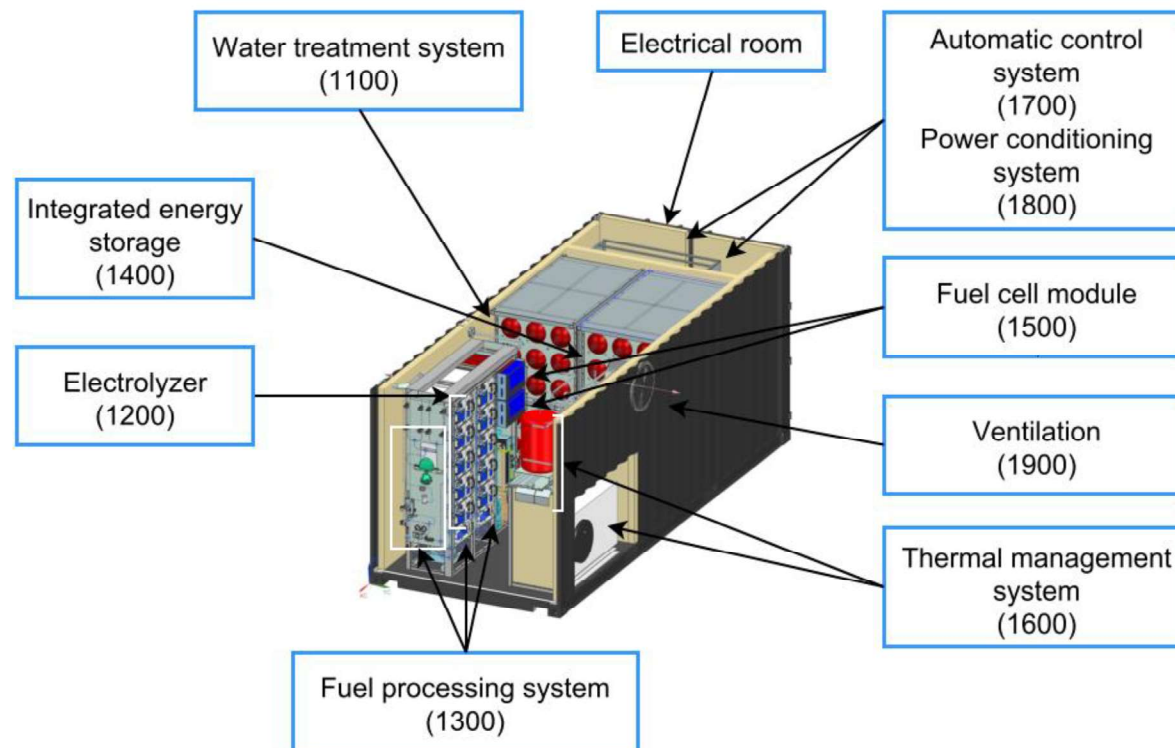 Water treatment system
(1100)
Electrical room
Automatic control
system
(1700)
Power conditioning
system
(1800)
Integrated energy
storage
(1400)
Fuel cell module
(1500)
Electrolyzer
(1200)
Ventilation
(1900)
Thermal management
system
(1600)
Fuel processing system
(1300)